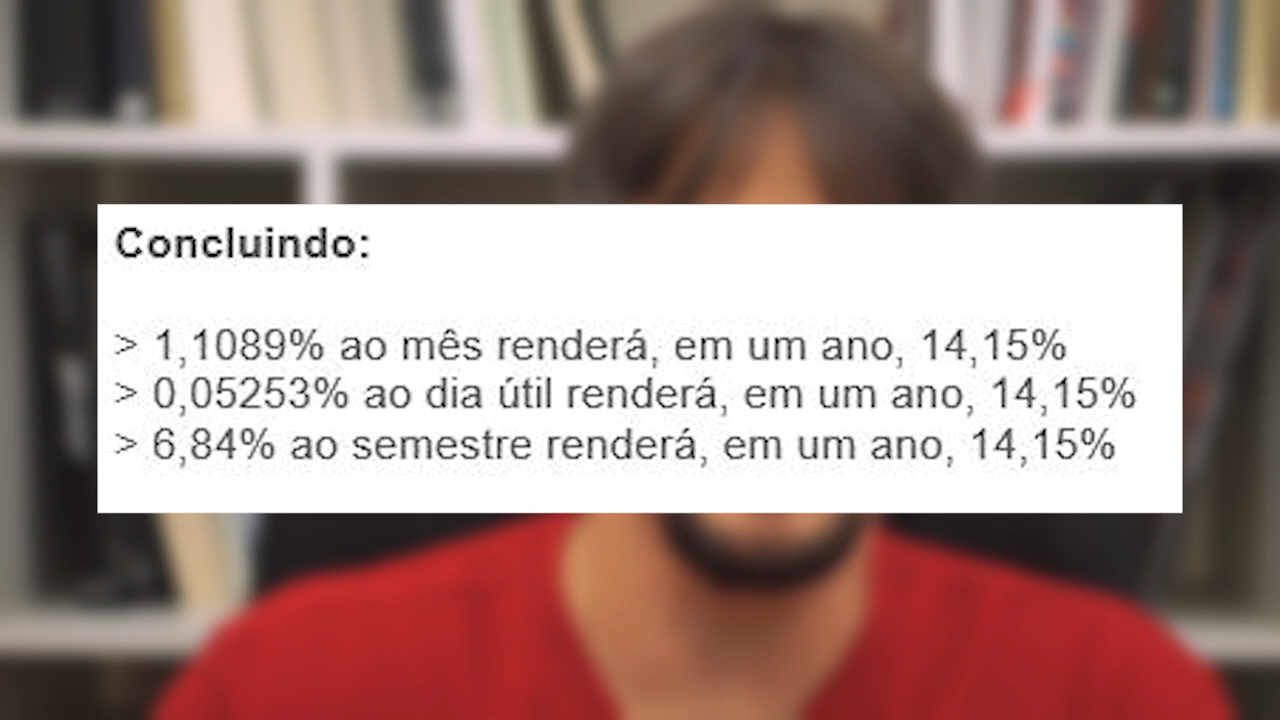 Concluindo:
> 1,1089% ao mês renderá, em um ano, 14,15%
> 0,05253% ao dia útil renderá, em um ano, 14,15%
> 6,84% ao semestre renderá, em um ano, 14,15%